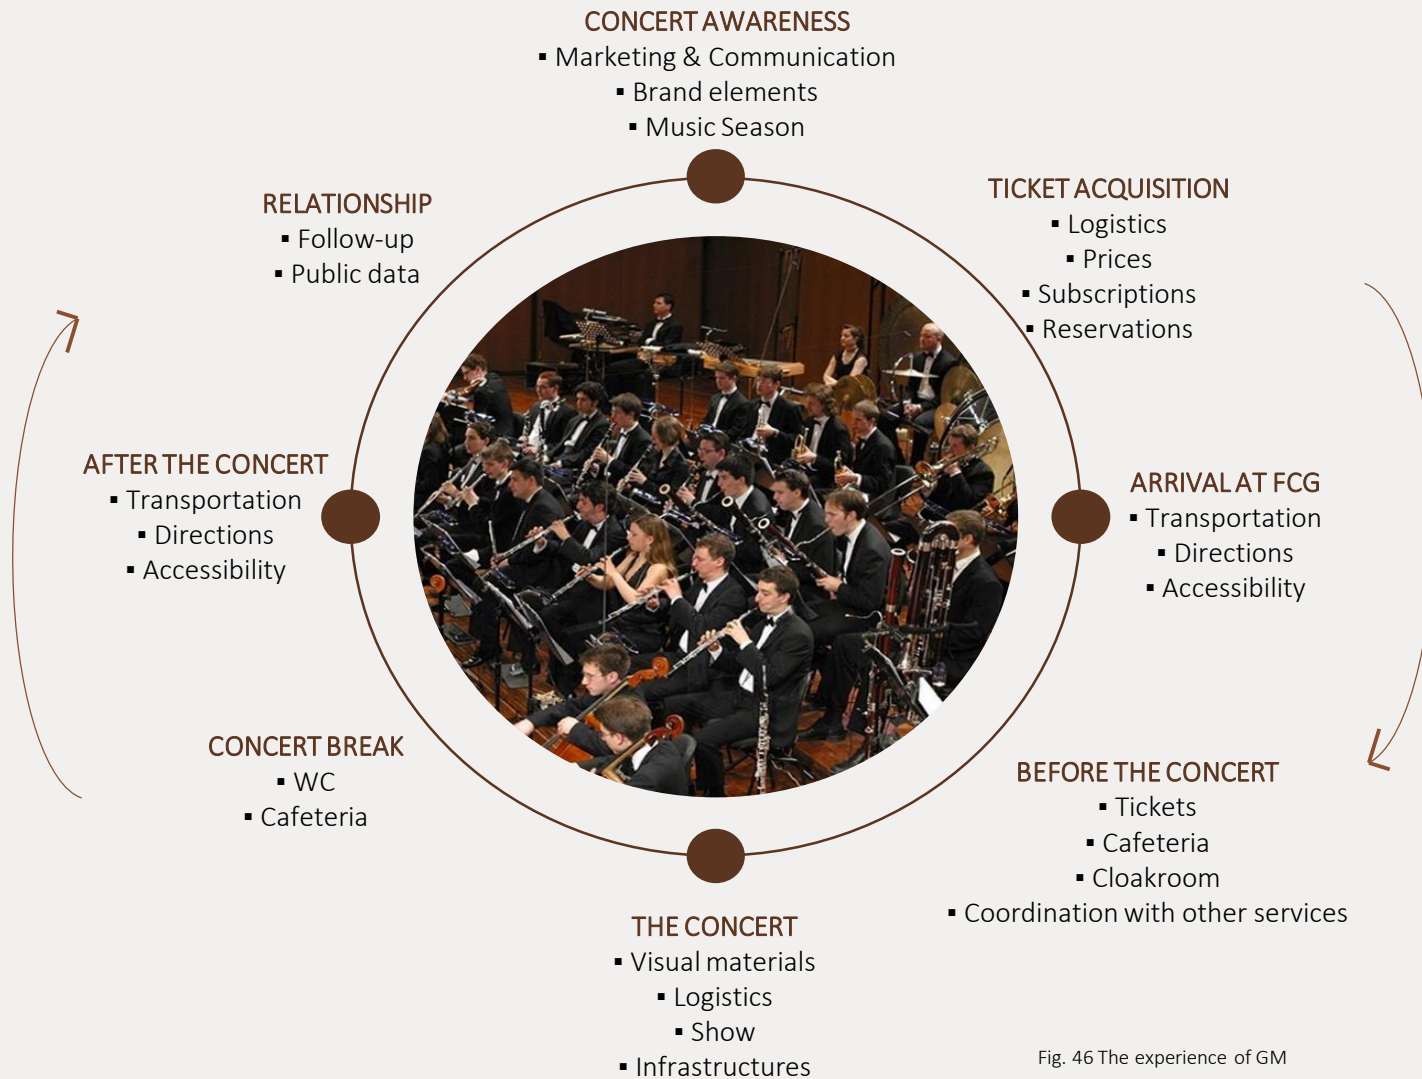 CONCERT AWARENESS
▪ Marketing & Communication
▪ Brand elements
▪ Music Season
TICKET ACQUISITION
▪ Logistics
▪ Prices
▪ Subscriptions
▪ Reservations
ARRIVAL AT FCG
▪ Transportation
▪ Directions
▪ Accessibility
BEFORE THE CONCERT
▪ Tickets
▪ Cafeteria
▪ Cloakroom
▪ Coordination with other services
THE CONCERT
▪ Visual materials
▪ Logistics
▪ Show
▪ Infrastructures
CONCERT BREAK
▪ WC
▪ Cafeteria
AFTER THE CONCERT
▪ Transportation
▪ Directions
▪ Accessibility
RELATIONSHIP
▪ Follow-up
▪ Public data
Fig. 46 The experience of GM